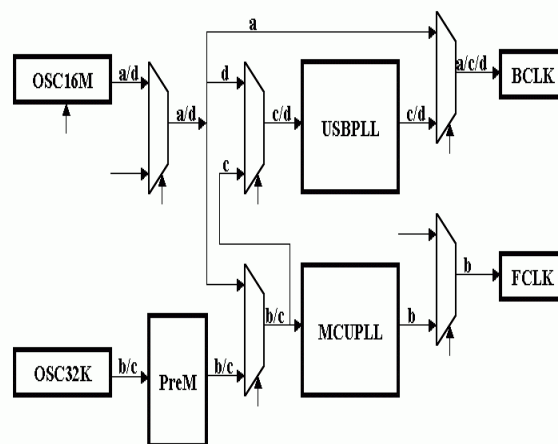 a
OSC16M
a/d
a/d
d
c
c/d
USBPLL
c/d
a/c/d
BCLK
OSC32K
b/c
PreM
b/c
b/c
MCUPLL
b
b
FCLK